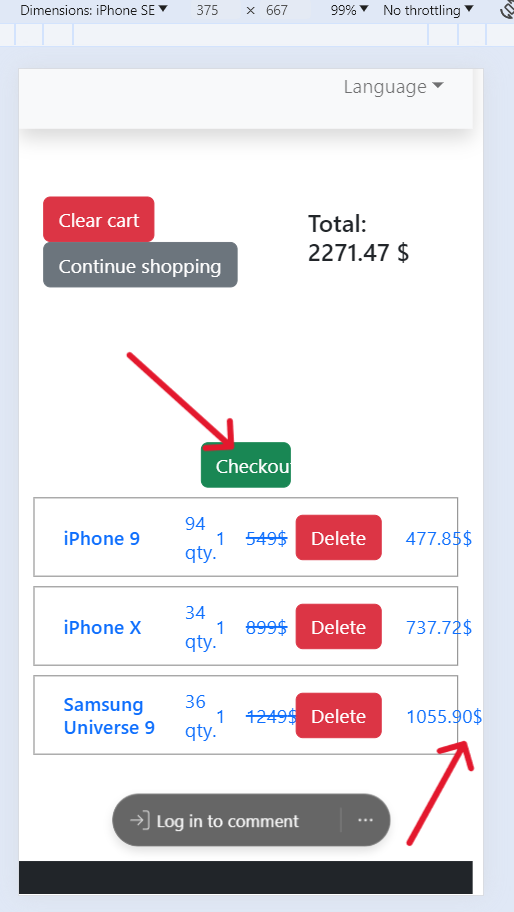 Dimensions: iPhone SE 375 × 667 99% No throttling
Language
Clear cart
Continue shopping
Total:
2271.47 $
Checkou
iPhone 9 94 qty. 1 549$ Delete 477.85$
iPhone X 34 qty. 1 899$ Delete 737.72$
Samsung Universe 9 36 qty. 1 1249$ Delete 1055.90$
Log in to comment